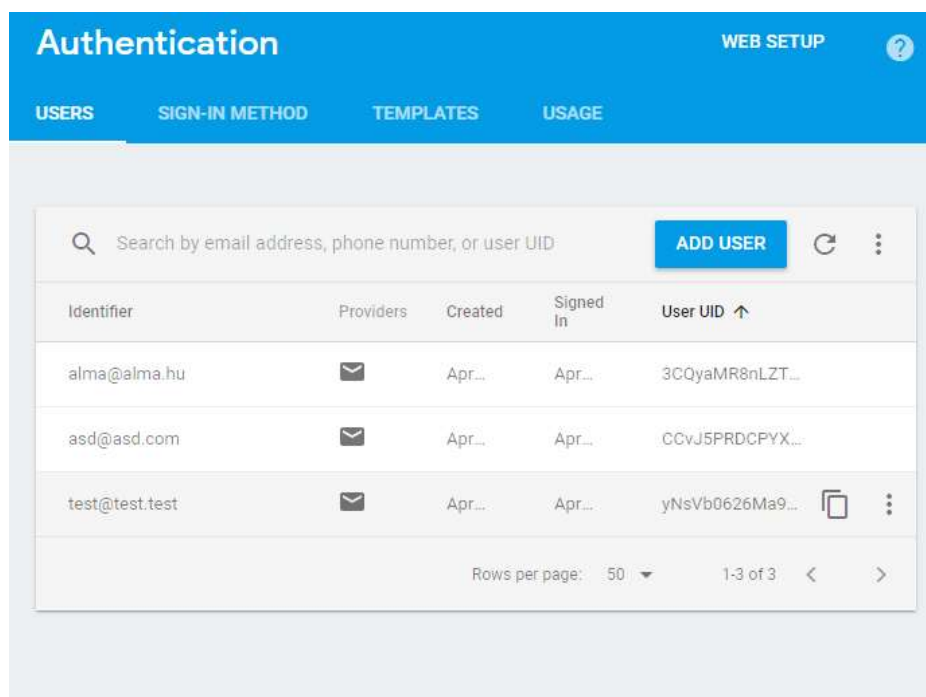 Authentication WEB SETUP ?
USERS SIGN-IN METHOD TEMPLATES USAGE
Search by email address, phone number, or user UID ADD USER
Identifier Providers Created Signed In User UID ↑
alma@alma.hu Apr... Apr... 3CQyaMR8nLZT...
asd@asd.com Apr... Apr... CCvJ5PRDCPYX...
test@test.test Apr... Apr... yNsVb0626Ma9...
Rows per page: 50 1-3 of 3